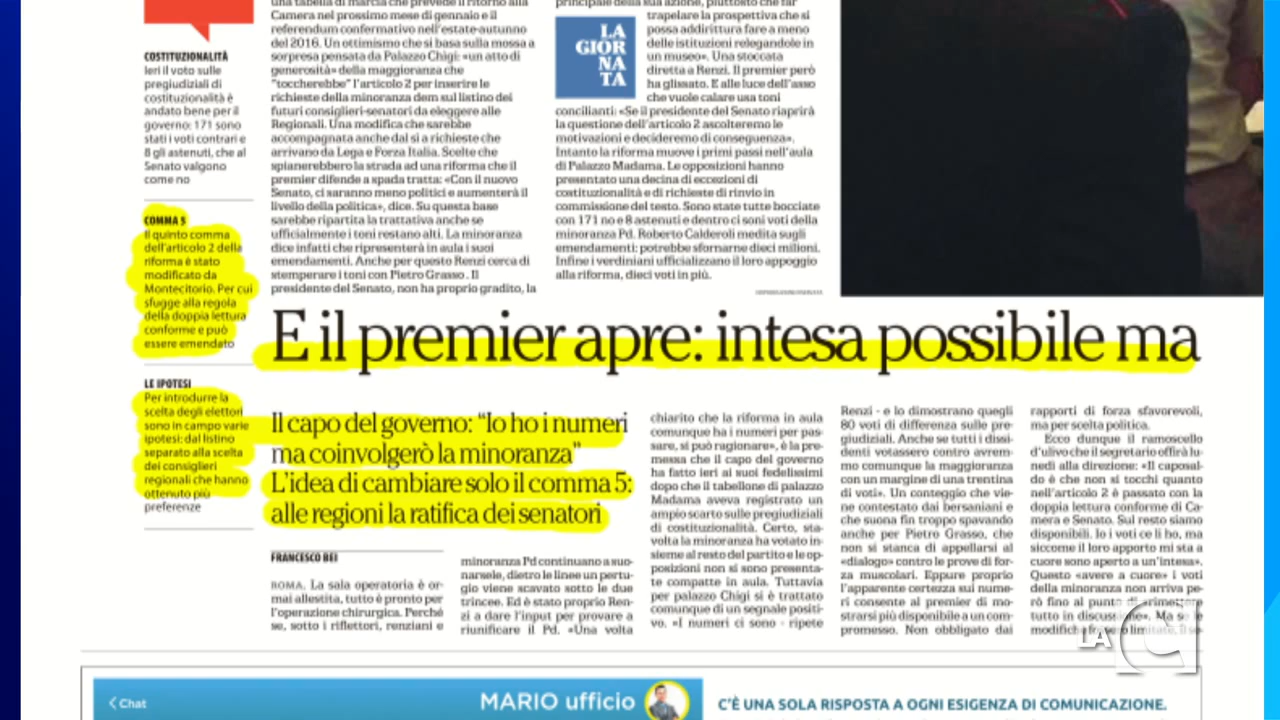 COSTITUZIONALITÀ
Ieri il voto sulle
pregiudiziali di
costituzionalità è
andato bene per il
governo: 171 sono
stati i voti contrari e
8 gli astenuti, che al
Senato valgono
come no
COMMA 5
Il quinto comma
dell'articolo 2 della
riforma è stato
modificato da
Montecitorio. Per cui
sfugge alla regola
della doppia lettura
conforme e può
essere emendato
LE IPOTESI
Per introdurre la
scelta degli elettori
sono in campo varie
ipotesi: dal listino
separato alla scelta
dei consiglieri
regionali che hanno
ottenuto più
preferenze
una tabella di marcia che prevede il ritorno alla
Camera nel prossimo mese di gennaio e il
referendum confermativo nell'estate-autunno
del 2016. Un ottimismo che si basa sulla mossa a
sorpresa pensata da Palazzo Chigi: «un atto di
generosità» della maggioranza che
"toccherebbe" l'articolo 2 per inserire le
richieste della minoranza dem sul listino dei
futuri consiglieri-senatori da eleggere alle
Regionali. Una modifica che sarebbe
accompagnata anche dal sì a richieste che
arrivano da Lega e Forza Italia. Scelte che
spianerebbero la strada ad una riforma che il
premier difende a spada tratta: «Con il nuovo
Senato, ci saranno meno politici e aumenterà il
livello della politica», dice. Su questa base
sarebbe ripartita la trattativa anche se
ufficialmente i toni restano alti. La minoranza
dice infatti che ripresenterà in aula i suoi
emendamenti. Anche per questo Renzi cerca di
stemperare i toni con Pietro Grasso. Il
presidente del Senato, non ha proprio gradito, la
principale della sua azione, piuttosto che far
LA
GIOR
NA
TA
trapelare la prospettiva che si
possa addirittura fare a meno
delle istituzioni relegandole in
un museo». Una stoccata
diretta a Renzi. Il premier però
ha glissato. E alle luce dell'asso
che vuole calare usa toni
concilianti: «Se il presidente del Senato riaprirà
la questione dell'articolo 2 ascolteremo le
motivazioni e decideremo di conseguenza».
Intanto la riforma muove i primi passi nell'aula
di Palazzo Madama. Le opposizioni hanno
presentato una decina di eccezioni di
costituzionalità e di richieste di rinvio in
commissione del testo. Sono state tutte bocciate
con 171 no e 8 astenuti e dentro ci sono voti della
minoranza Pd. Roberto Calderoli medita sugli
emendamenti: potrebbe sfornarne dieci milioni.
Infine i verdiniani ufficializzano il loro appoggio
alla riforma, dieci voti in più.
E il premier apre: intesa possibile ma
Il capo del governo: "Io ho i numeri
ma coinvolgerò la minoranza"
L'idea di cambiare solo il comma 5:
alle regioni la ratifica dei senatori
FRANCESCO BEI
ROMA. La sala operatoria è or-
mai allestita, tutto è pronto per
l'operazione chirurgica. Perché
se, sotto i riflettori, renziani e
minoranza Pd continuano a suo-
narsele, dietro le linee un pertu-
gio viene scavato sotto le due
trincee. Ed è stato proprio Ren-
zi a dare l'input per provare a
riunificare il Pd. «Una volta
chiarito che la riforma in aula
comunque ha i numeri per pas-
sare, si può ragionare», è la pre-
messa che il capo del governo
ha fatto ieri ai suoi fedelissimi
dopo che il tabellone di palazzo
Madama aveva registrato un
ampio scarto sulle pregiudiziali
di costituzionalità. Certo, sta-
volta la minoranza ha votato in-
sieme al resto del partito e le op-
posizioni non si sono presenta-
te compatte in aula. Tuttavia
per palazzo Chigi si è trattato
comunque di un segnale positi-
vo. «I numeri ci sono - ripete
Renzi - e lo dimostrano quegli
80 voti di differenza sulle pre-
giudiziali. Anche se tutti i dissi-
denti votassero contro avrem-
mo comunque la maggioranza
con un margine di una trentina
di voti». Un conteggio che vie-
ne contestato dai bersaniani e
che suona fin troppo spavando
anche per Pietro Grasso, che
non si stanca di appellarsi al
«dialogo» contro le prove di for-
za muscolari. Eppure proprio
l'apparente certezza sui nume-
ri consente al premier di mo-
strarsi più disponibile a un com-
promesso. Non obbligato dai
rapporti di forza sfavorevoli,
ma per scelta politica.
Ecco dunque il ramoscello
d'ulivo che il segretario offrirà lu-
nedì alla direzione: «Il caposal-
do è che non si tocchi quanto
nell'articolo 2 è passato con la
doppia lettura conforme di Ca-
mera e Senato. Sul resto siamo
disponibili. Io i voti ce li ho, ma
siccome il loro apporto mi sta a
cuore sono aperto a un'intesa».
Questo «avere a cuore» i voti
della minoranza non arriva pe-
rò fino al punto di rimettere
tutto in discussione». Ma se le
modifiche fossero limitate, il se-
LA C
Chat
MARIO ufficio
C'È UNA SOLA RISPOSTA A OGNI ESIGENZA DI COMUNICAZIONE.